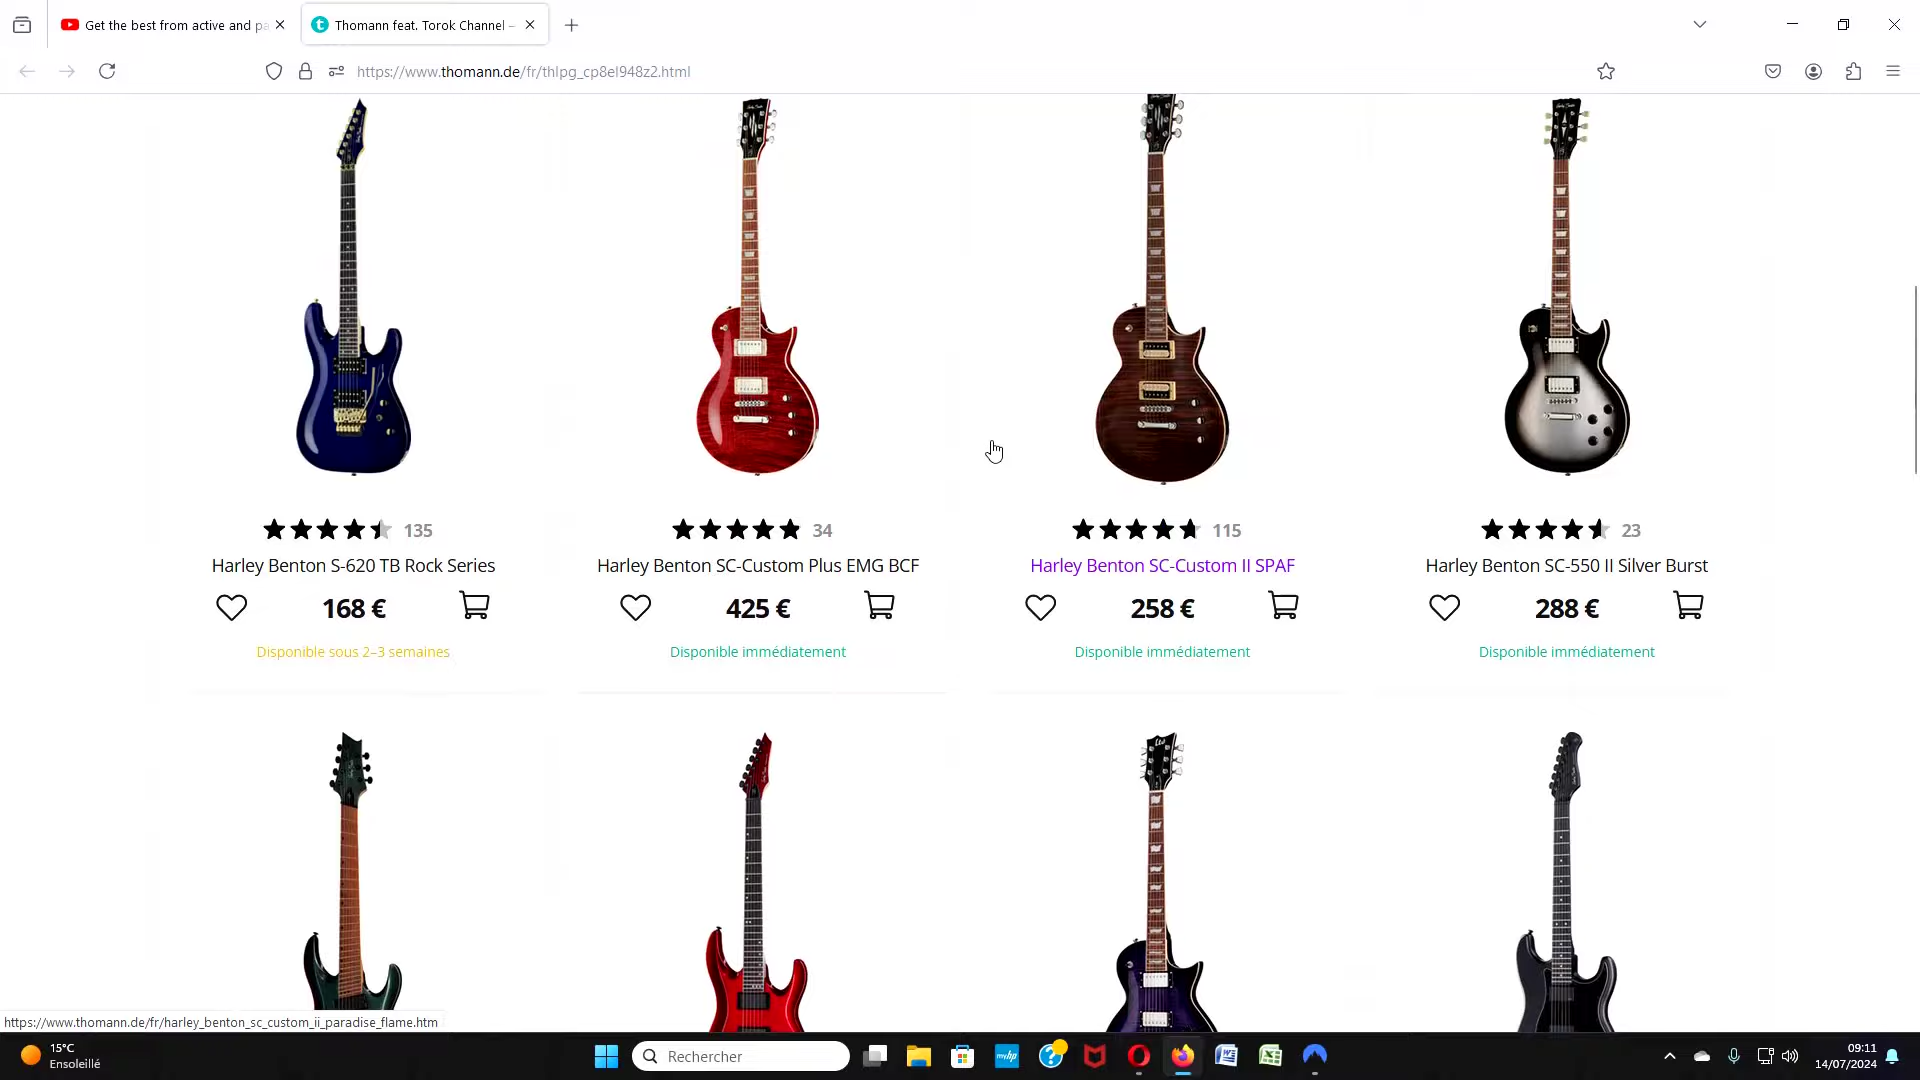 Get the best from active and pa
Thomann feat. Torok Channel –
https://www.thomann.de/fr/thlpg_cp8el948z2.html
135
34
115
23
Harley Benton S-620 TB Rock Series
Harley Benton SC-Custom Plus EMG BCF
Harley Benton SC-Custom II SPAF
Harley Benton SC-550 II Silver Burst
168 €
425 €
258 €
288 €
Disponible sous 2–3 semaines
Disponible immédiatement
Disponible immédiatement
Disponible immédiatement
https://www.thomann.de/fr/harley_benton_sc_custom_ii_paradise_flame.htm
15°C
Ensoleillé
Rechercher
09:11
14/07/2024